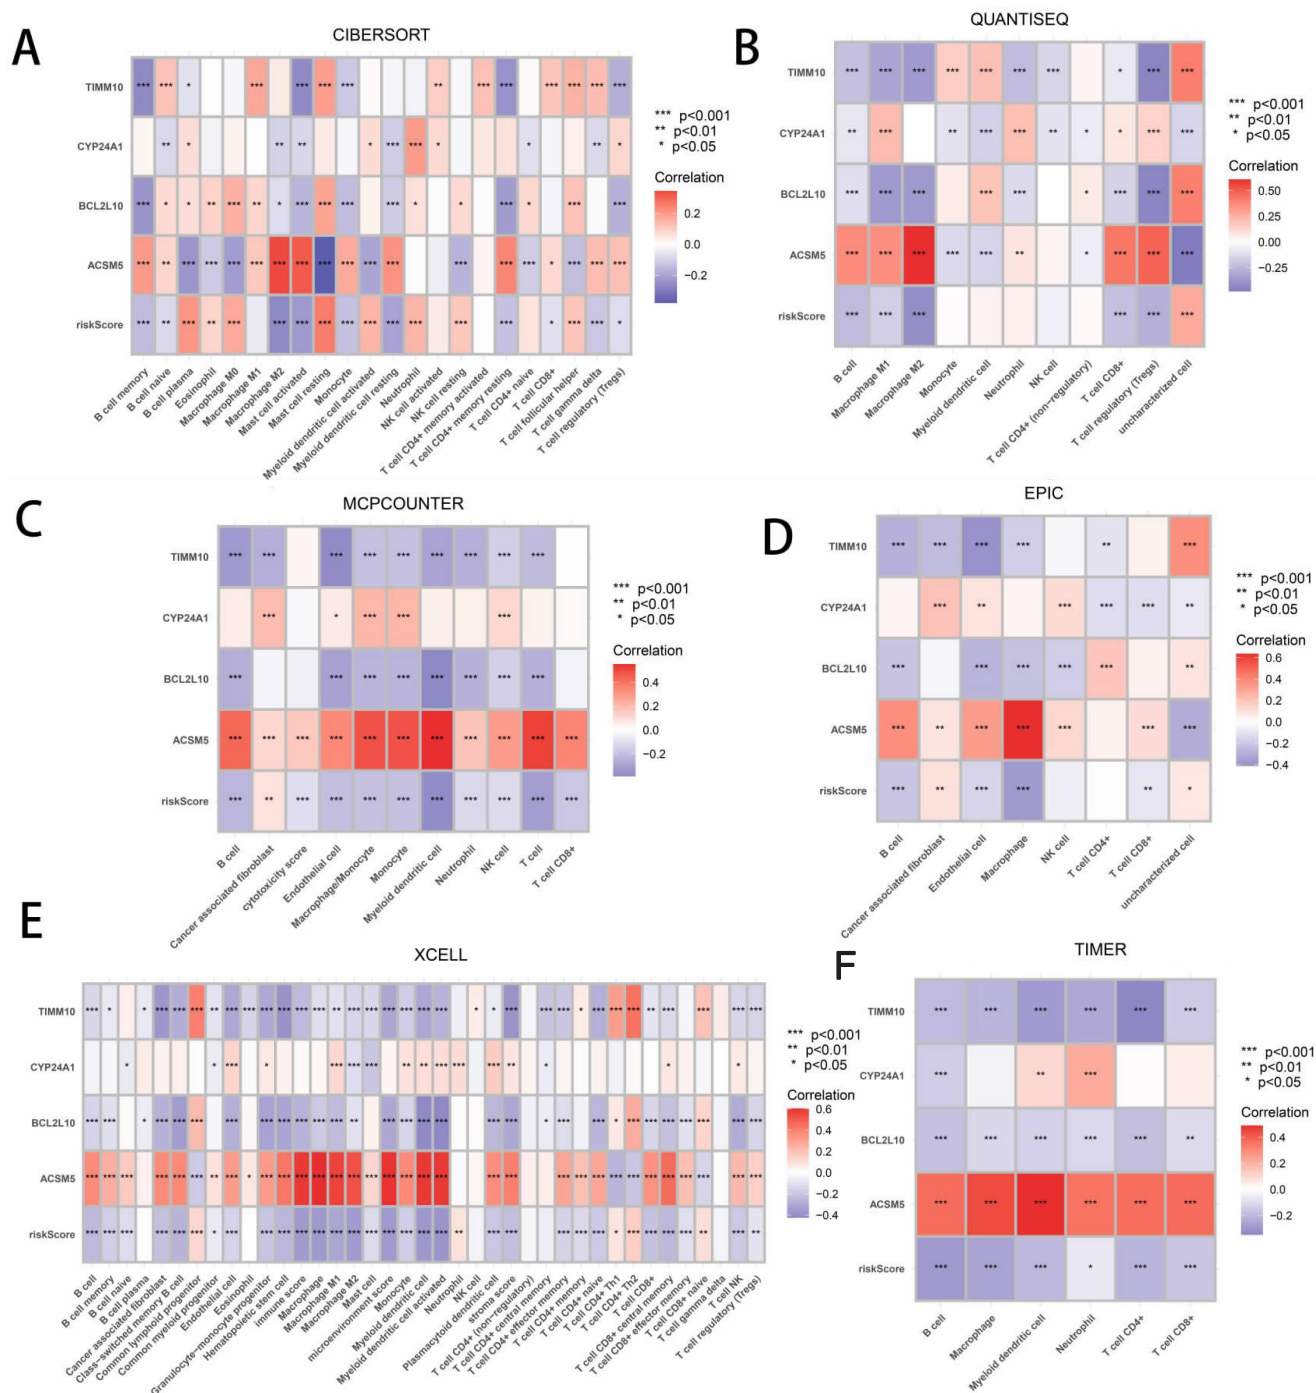 A
CIBERSORT
TIMM10
CYP24A1
BCL2L10
ACSM5
riskScore
B cell memory
B cell naive
B cell plasma
Eosinophil
Macrophage M0
Macrophage M1
Macrophage M2
Mast cell activated
Mast cell resting
Monocyte
Myeloid dendritic cell activated
Myeloid dendritic cell resting
Neutrophil
NK cell activated
NK cell resting
T cell CD4+ memory activated
T cell CD4+ memory resting
T cell CD4+ naive
T cell CD8+
T cell follicular helper
T cell gamma delta
T cell regulatory (Tregs)
*** p<0.001
** p<0.01
* p<0.05
Correlation
0.2
0.0
−0.2
B
QUANTISEQ
TIMM10
CYP24A1
BCL2L10
ACSM5
riskScore
B cell
Macrophage M1
Macrophage M2
Monocyte
Myeloid dendritic cell
Neutrophil
NK cell
T cell CD4+ (non−regulatory)
T cell CD8+
T cell regulatory (Tregs)
uncharacterized cell
*** p<0.001
** p<0.01
* p<0.05
Correlation
0.50
0.25
0.00
−0.25
C
MCPCOUNTER
TIMM10
CYP24A1
BCL2L10
ACSM5
riskScore
B cell
Cancer associated fibroblast
cytotoxicity score
Endothelial cell
Macrophage/Monocyte
Monocyte
Myeloid dendritic cell
Neutrophil
NK cell
T cell
T cell CD8+
*** p<0.001
** p<0.01
* p<0.05
Correlation
0.4
0.2
0.0
−0.2
D
EPIC
TIMM10
CYP24A1
BCL2L10
ACSM5
riskScore
B cell
Cancer associated fibroblast
Endothelial cell
Macrophage
NK cell
T cell CD4+
T cell CD8+
uncharacterized cell
*** p<0.001
** p<0.01
* p<0.05
Correlation
0.6
0.4
0.2
0.0
−0.2
−0.4
E
XCELL
TIMM10
CYP24A1
BCL2L10
ACSM5
riskScore
B cell
B cell memory
B cell naive
B cell plasma
Cancer associated fibroblast
Class−switched memory B cell
Common lymphoid progenitor
Common myeloid progenitor
Endothelial cell
Eosinophil
Granulocyte−monocyte progenitor
Hematopoietic stem cell
immune score
Macrophage
Macrophage M1
Macrophage M2
Mast cell
microenvironment score
Monocyte
Myeloid dendritic cell
Myeloid dendritic cell activated
Neutrophil
NK cell
Plasmacytoid dendritic cell
stroma score
T cell CD4+ (non−regulatory)
T cell CD4+ central memory
T cell CD4+ effector memory
T cell CD4+ memory
T cell CD4+ naive
T cell CD4+ Th1
T cell CD4+ Th2
T cell CD8+
T cell CD8+ central memory
T cell CD8+ effector memory
T cell CD8+ naive
T cell gamma delta
T cell NK
T cell regulatory (Tregs)
*** p<0.001
** p<0.01
* p<0.05
Correlation
0.6
0.4
0.2
0.0
−0.2
−0.4
F
TIMER
TIMM10
CYP24A1
BCL2L10
ACSM5
riskScore
B cell
Macrophage
Myeloid dendritic cell
Neutrophil
T cell CD4+
T cell CD8+
*** p<0.001
** p<0.01
* p<0.05
Correlation
0.4
0.2
0.0
−0.2